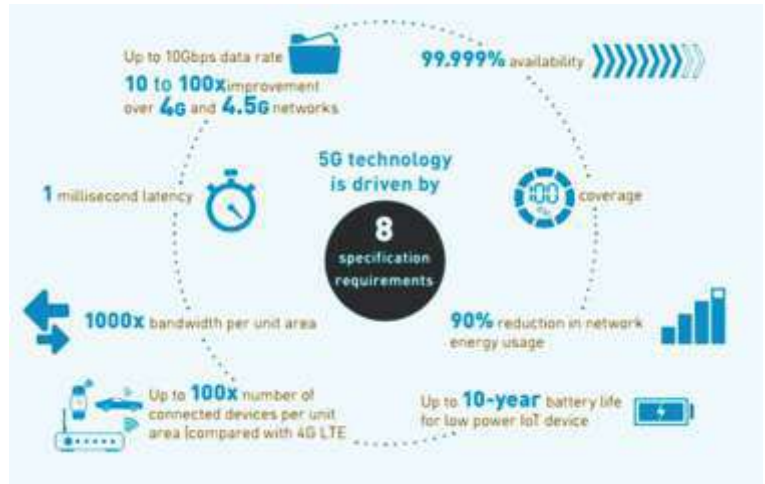 Up to 10Gbps data rate
10 to 100x improvement
over 4G and 4.5G networks
99.999% availability
5G technology
is driven by
8
specification
requirements
1 millisecond latency
100
coverage
1000x bandwidth per unit area
90% reduction in network
energy usage
Up to 100x number of
connected devices per unit
area (compared with 4G LTE
Up to 10-year battery life
for low power IoT device